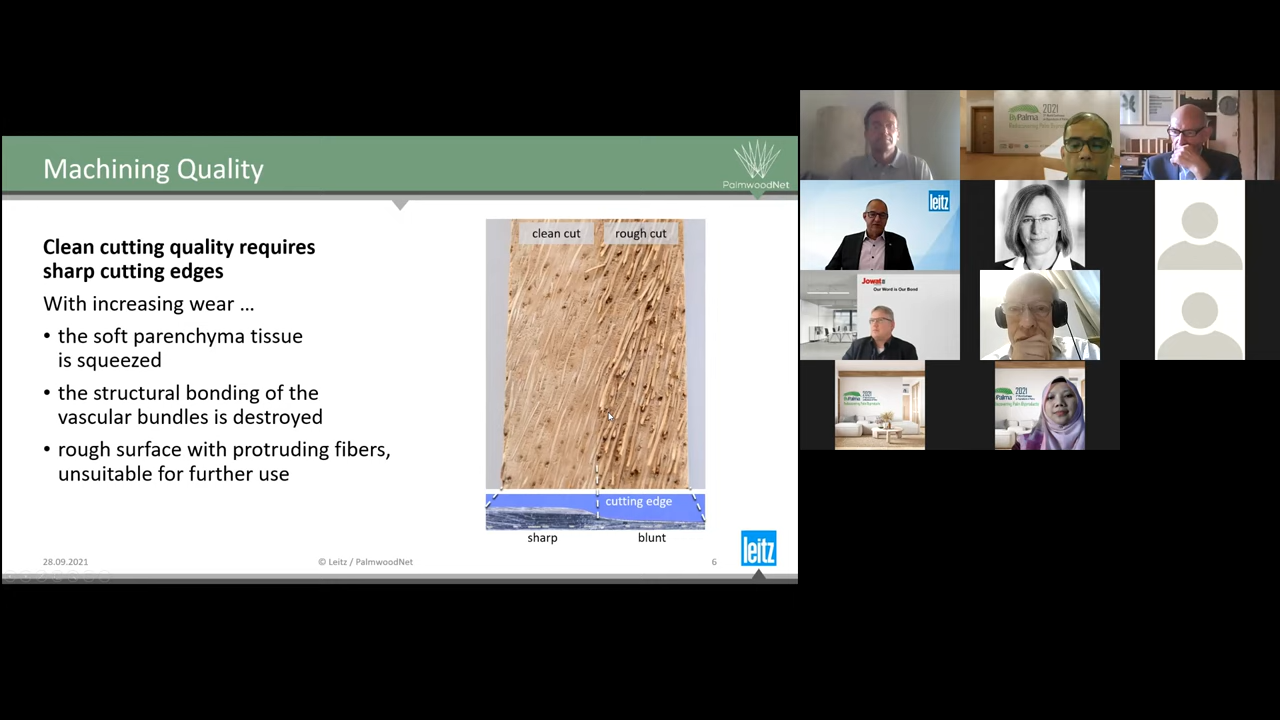 Machining Quality
PalmwoodNet
Clean cutting quality requires
sharp cutting edges
With increasing wear ...
• the soft parenchyma tissue
is squeezed
• the structural bonding of the
vascular bundles is destroyed
• rough surface with protruding fibers,
unsuitable for further use
clean cut
rough cut
cutting edge
sharp
blunt
28.09.2021
© Leitz / PalmwoodNet
6
leitz
2021
ByPalma
leitz
Jowat
Our Word is Our Bond
2021